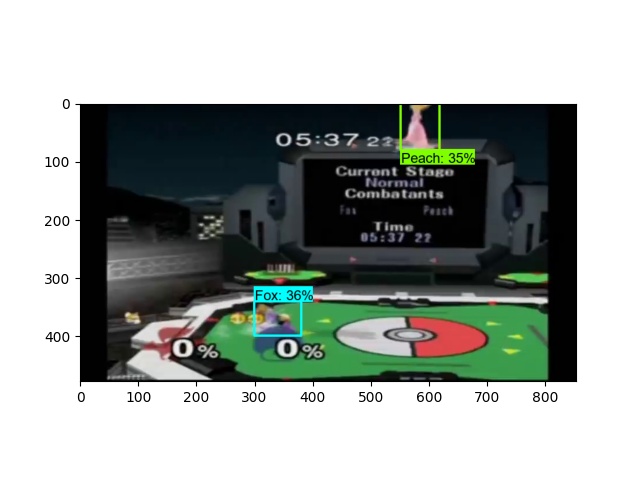 0
100
200
300
400
05:37 22
Peach: 35%
Current Stage
Normal
Combatants
Fox Peach
Time
05:37 22
Fox: 36%
0% 0%
0 100 200 300 400 500 600 700 800